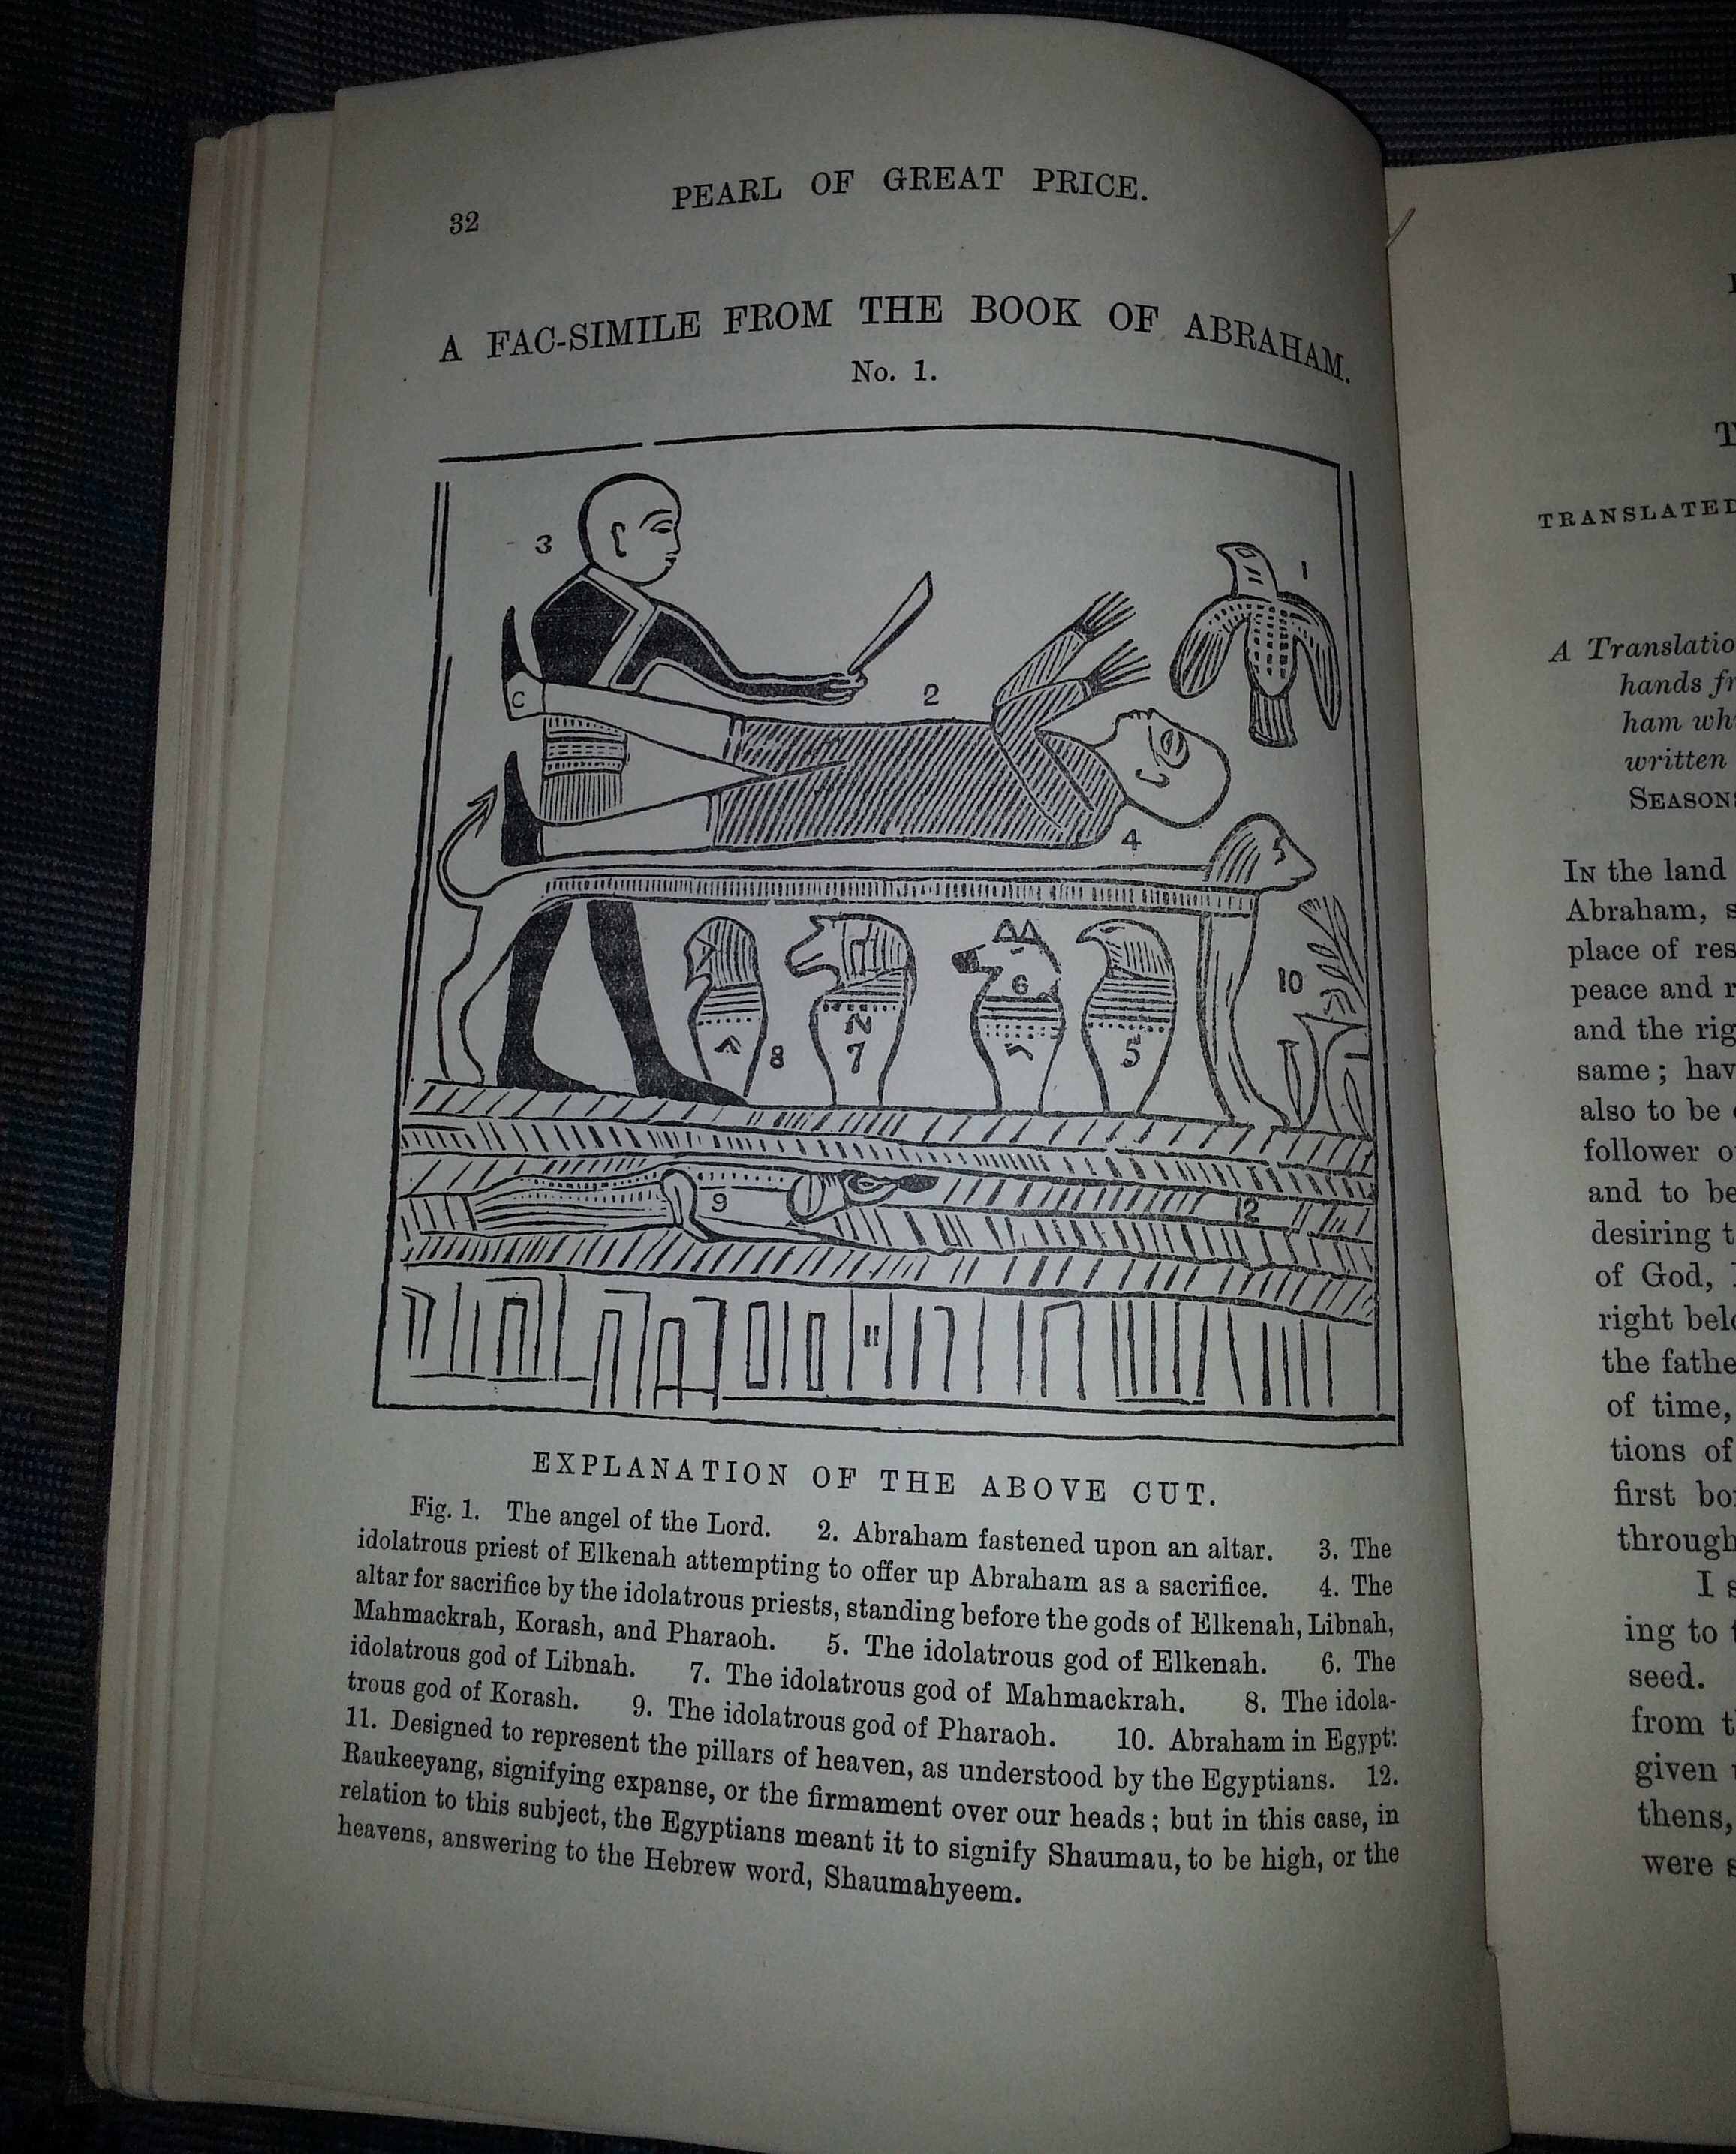 PEARL OF GREAT PRICE.
32
A FAC-SIMILE FROM THE BOOK OF ABRAHAM.
No. 1.
3
1
2
C
4
10
6
N
8
7
5
9
12
11
EXPLANATION OF THE ABOVE CUT.
Fig. 1. The angel of the Lord. 2. Abraham fastened upon an altar. 3. The
idolatrous priest of Elkenah attempting to offer up Abraham as a sacrifice. 4. The
altar for sacrifice by the idolatrous priests, standing before the gods of Elkenah, Libnah,
Mahmackrah, Korash, and Pharaoh. 5. The idolatrous god of Elkenah. 6. The
idolatrous god of Libnah. 7. The idolatrous god of Mahmackrah. 8. The idola-
trous god of Korash. 9. The idolatrous god of Pharaoh. 10. Abraham in Egypt:
11. Designed to represent the pillars of heaven, as understood by the Egyptians. 12.
Raukeeyang, signifying expanse, or the firmament over our heads; but in this case, in
relation to this subject, the Egyptians meant it to signify Shaumau, to be high, or the
heavens, answering to the Hebrew word, Shaumahyeem.
TRANSLATED
A Translatio
hands fr
ham wh
written
SEASONS
IN the land
Abraham, s
place of res
peace and r
and the rig
same; hav
also to be
follower o
and to be
desiring t
of God,
right bel
the fathe
of time,
tions of
first bor
through
I s
ing to t
seed.
from t
given
thens,
were s